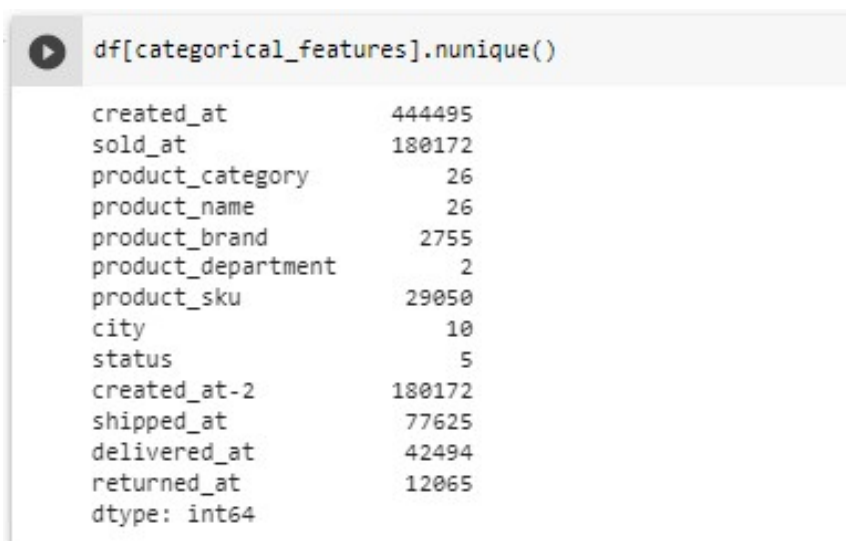 df[categorical_features].nunique()
created_at 444495
sold_at 180172
product_category 26
product_name 26
product_brand 2755
product_department 2
product_sku 29050
city 10
status 5
created_at-2 180172
shipped_at 77625
delivered_at 42494
returned_at 12065
dtype: int64